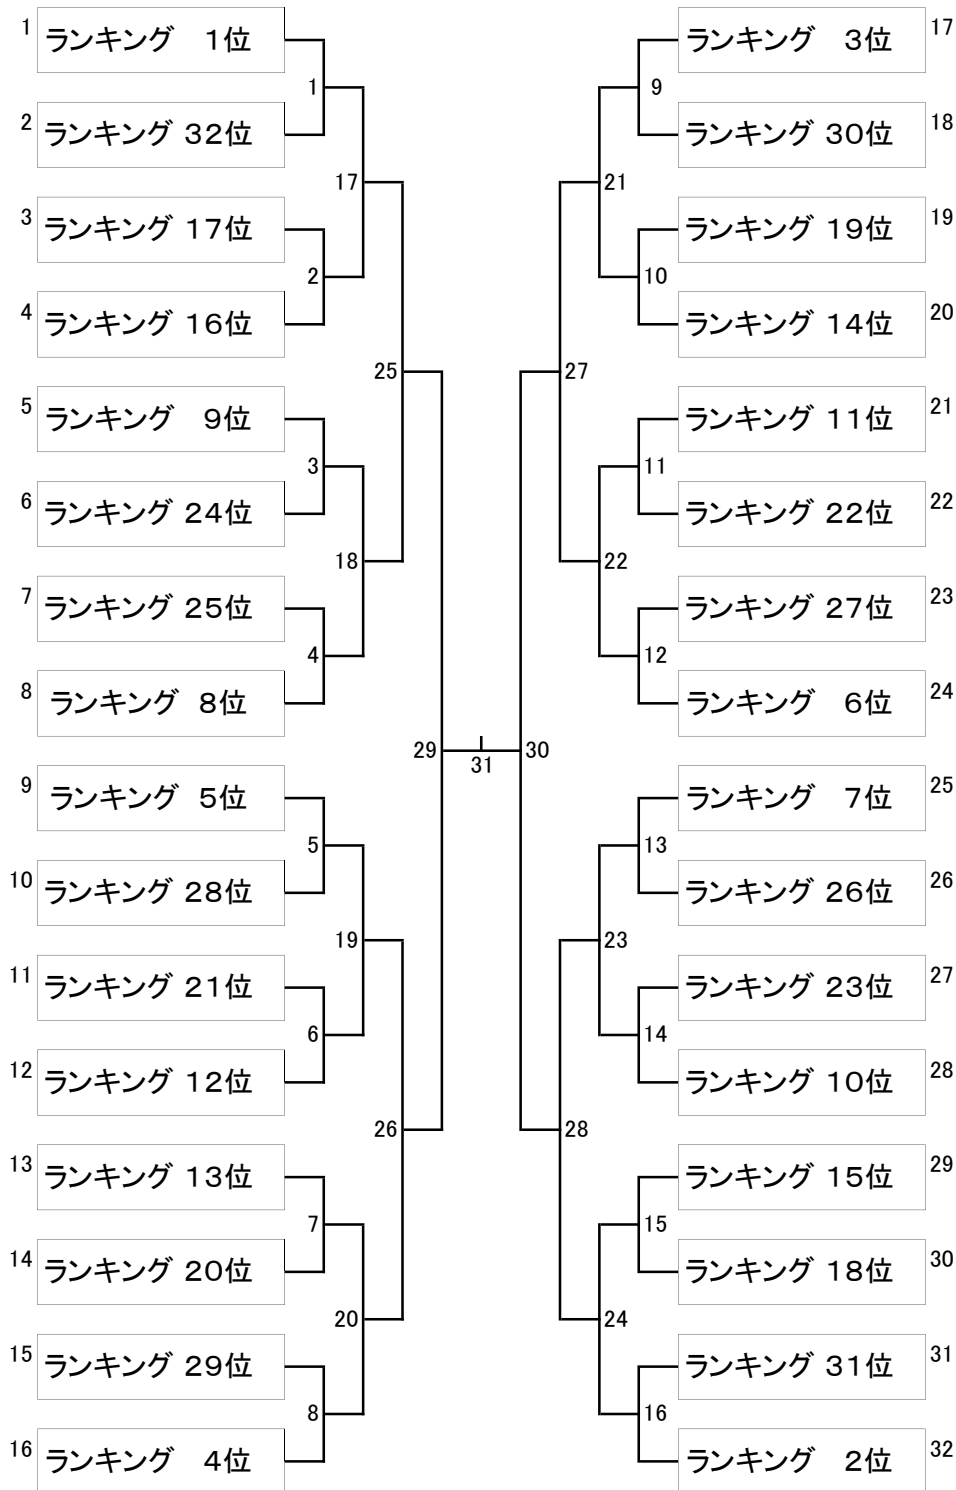 1 ランキング　1位
1
2 ランキング 32位
17
3 ランキング 17位
2
4 ランキング 16位
25
5 ランキング　9位
3
6 ランキング 24位
18
7 ランキング 25位
4
8 ランキング 8位
29
9 ランキング 5位
5
10 ランキング 28位
19
11 ランキング 21位
6
12 ランキング 12位
26
13 ランキング 13位
7
14 ランキング 20位
20
15 ランキング 29位
8
16 ランキング　4位
31
ランキング　3位 17
9
ランキング 30位 18
21
ランキング 19位 19
10
ランキング 14位 20
27
ランキング 11位 21
11
ランキング 22位 22
22
ランキング 27位 23
12
ランキング　6位 24
30
ランキング　7位 25
13
ランキング 26位 26
23
ランキング 23位 27
14
ランキング 10位 28
28
ランキング 15位 29
15
ランキング 18位 30
24
ランキング 31位 31
16
ランキング　2位 32